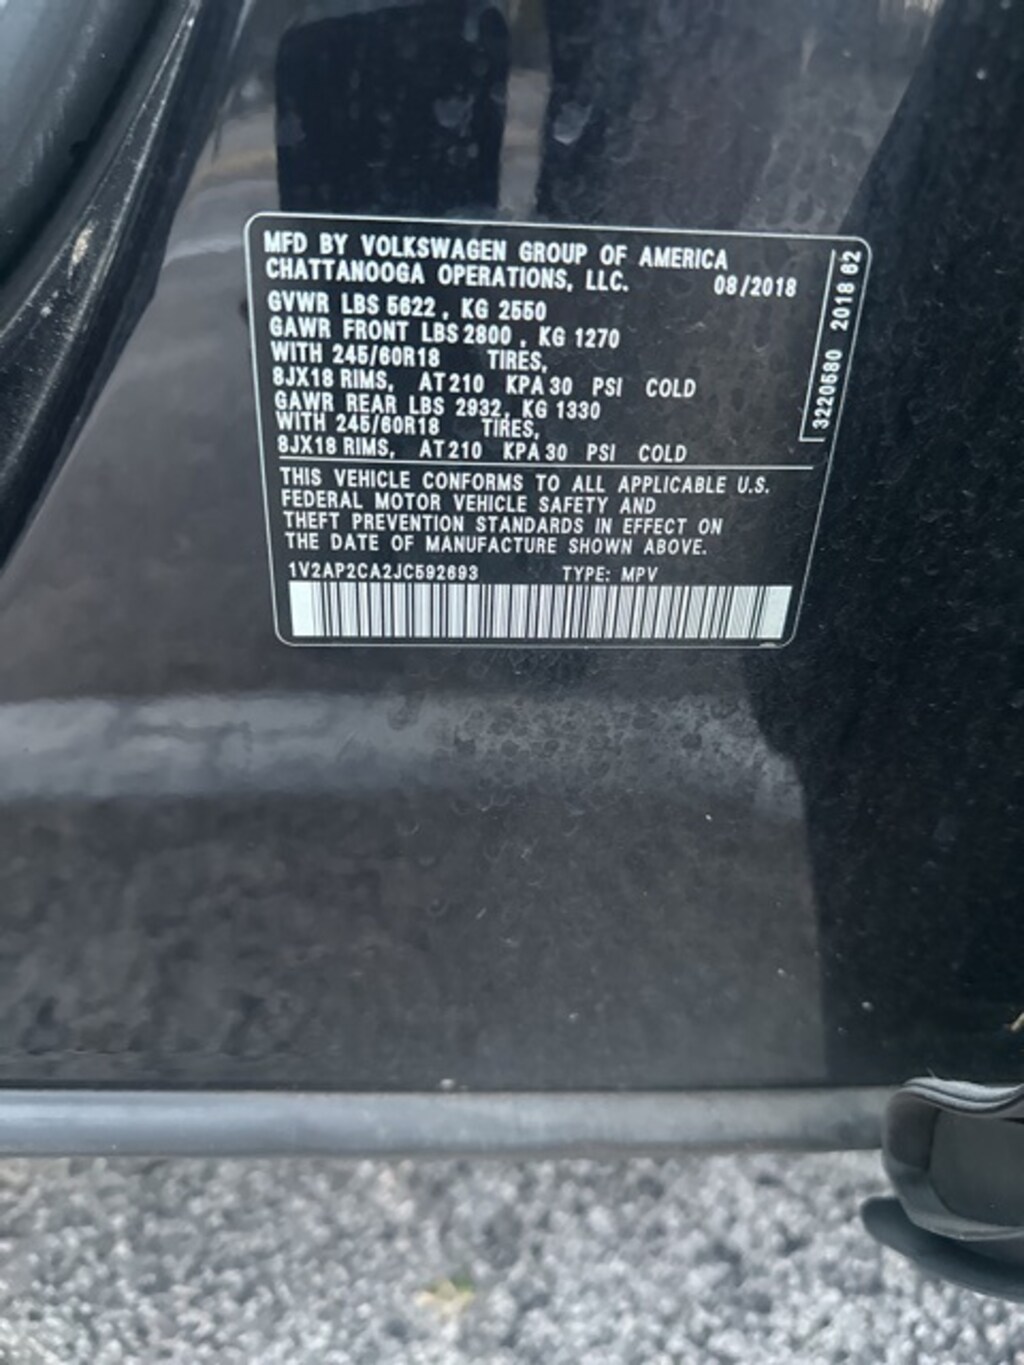 MFD BY VOLKSWAGEN GROUP OF AMERICA
CHATTANOOGA OPERATIONS, LLC. 08/2018
GVWR LBS 5622, KG 2550
GAWR FRONT LBS 2800, KG 1270
WITH 245/60R18 TIRES,
8JX18 RIMS, AT 210 KPA 30 PSI COLD
GAWR REAR LBS 2932, KG 1330
WITH 245/60R18 TIRES,
8JX18 RIMS, AT 210 KPA 30 PSI COLD
THIS VEHICLE CONFORMS TO ALL APPLICABLE U.S.
FEDERAL MOTOR VEHICLE SAFETY AND
THEFT PREVENTION STANDARDS IN EFFECT ON
THE DATE OF MANUFACTURE SHOWN ABOVE.
1V2AP2CA2JC592693 TYPE: MPV
3220580 2018 62